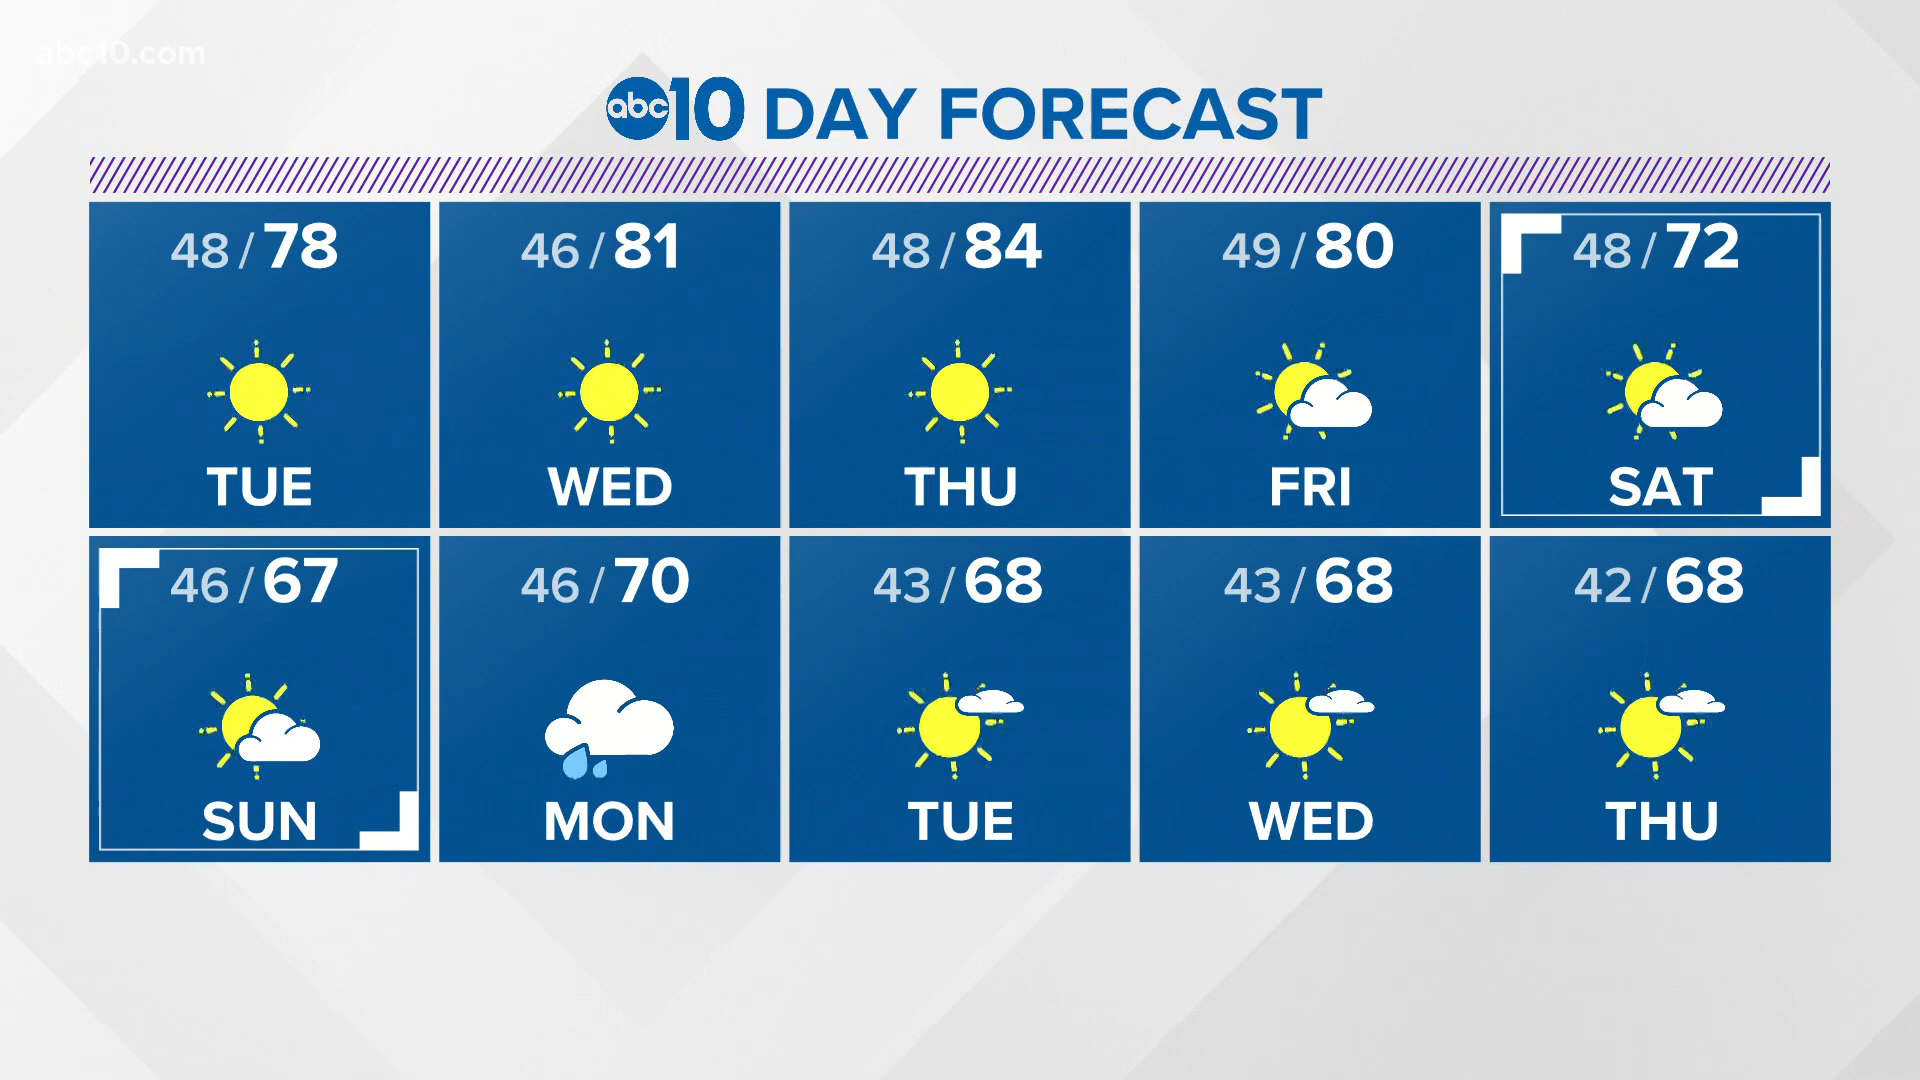 abc10.com
abc10 DAY FORECAST
48/78 46/81 48/84 49/80 48/72
TUE WED THU FRI SAT
46/67 46/70 43/68 43/68 42/68
SUN MON TUE WED THU